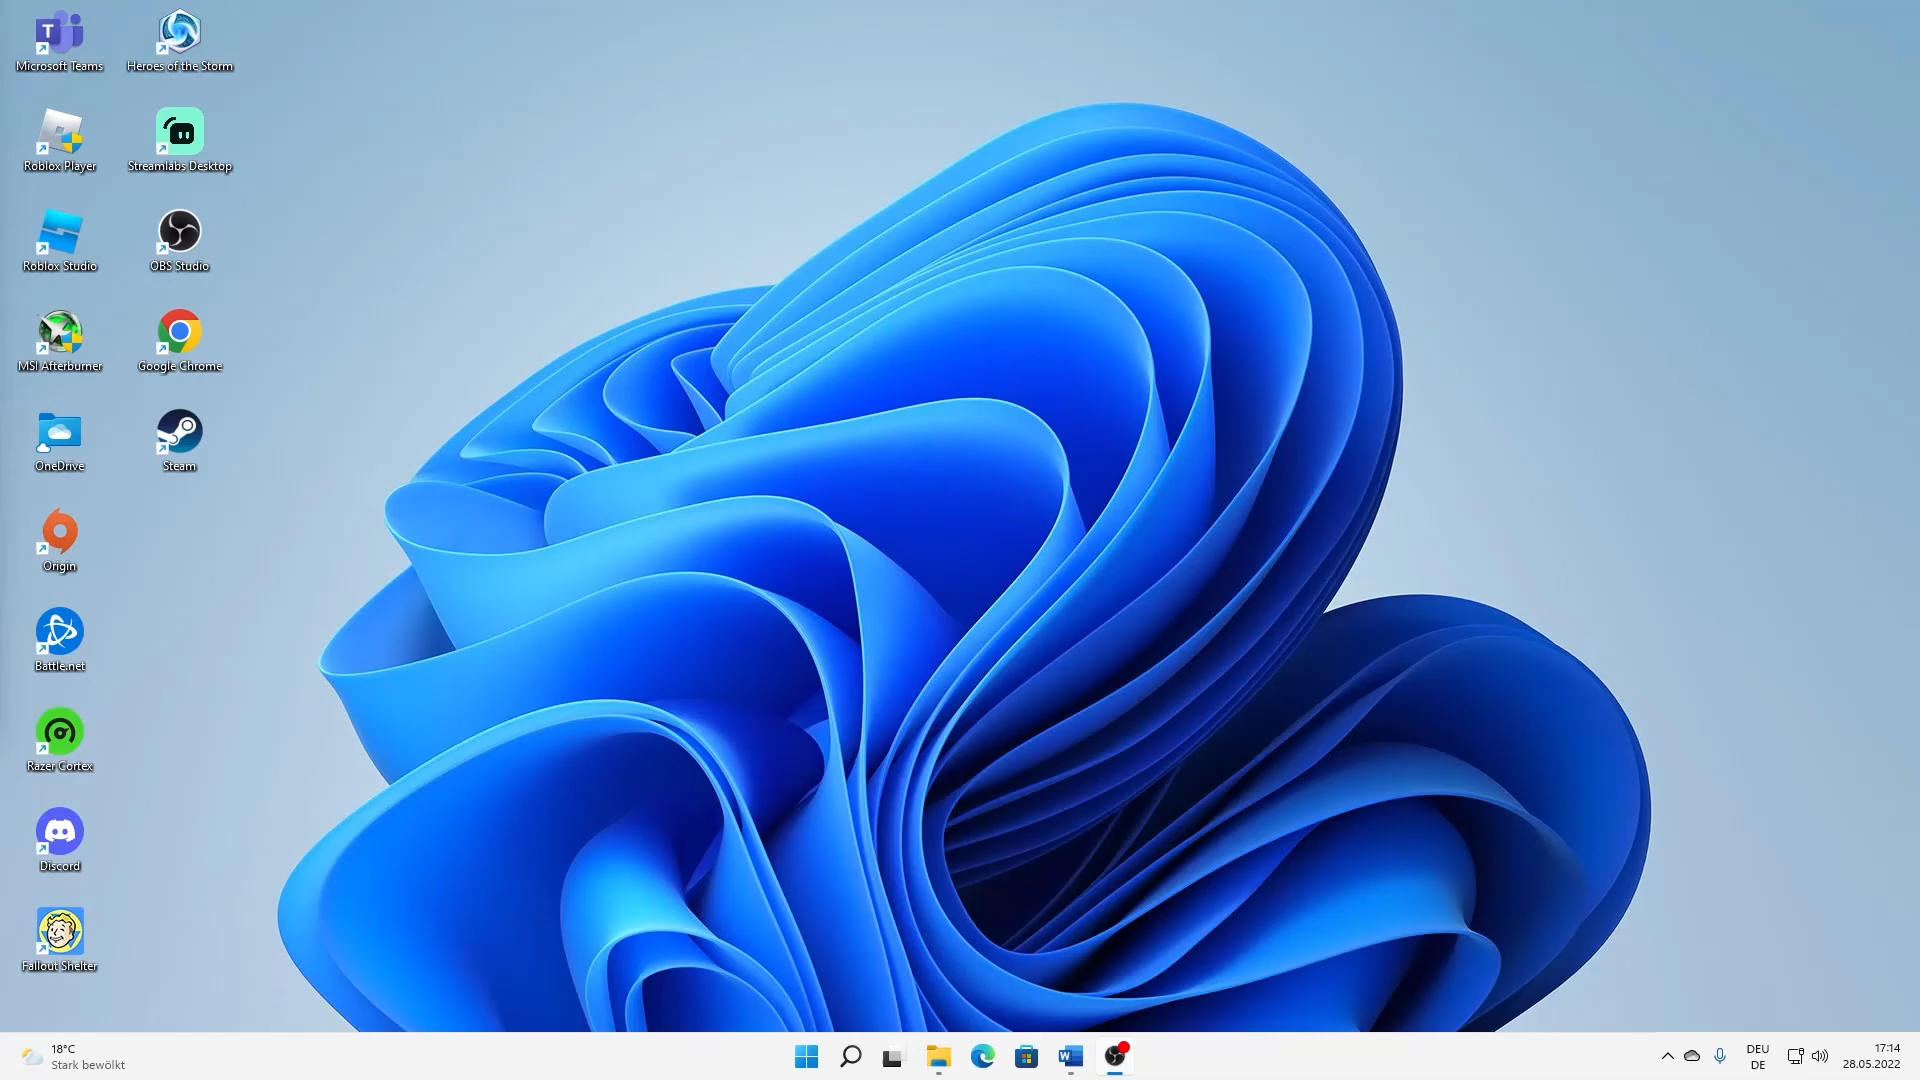 Microsoft Teams
Heroes of the Storm
Roblox Player
Streamlabs Desktop
Roblox Studio
OBS Studio
MSI Afterburner
Google Chrome
OneDrive
Steam
Origin
Battle.net
Razer Cortex
Discord
Fallout Shelter
18°C
Stark bewölkt
DEU
DE
17:14
28.05.2022